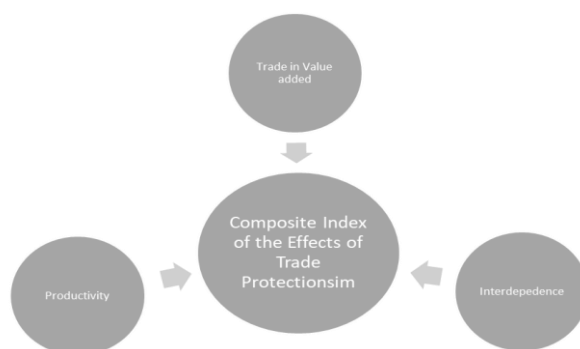 Trade in Value
added
Composite Index
of the Effects of
Trade
Protectionsim
Productivity
Interdepedence